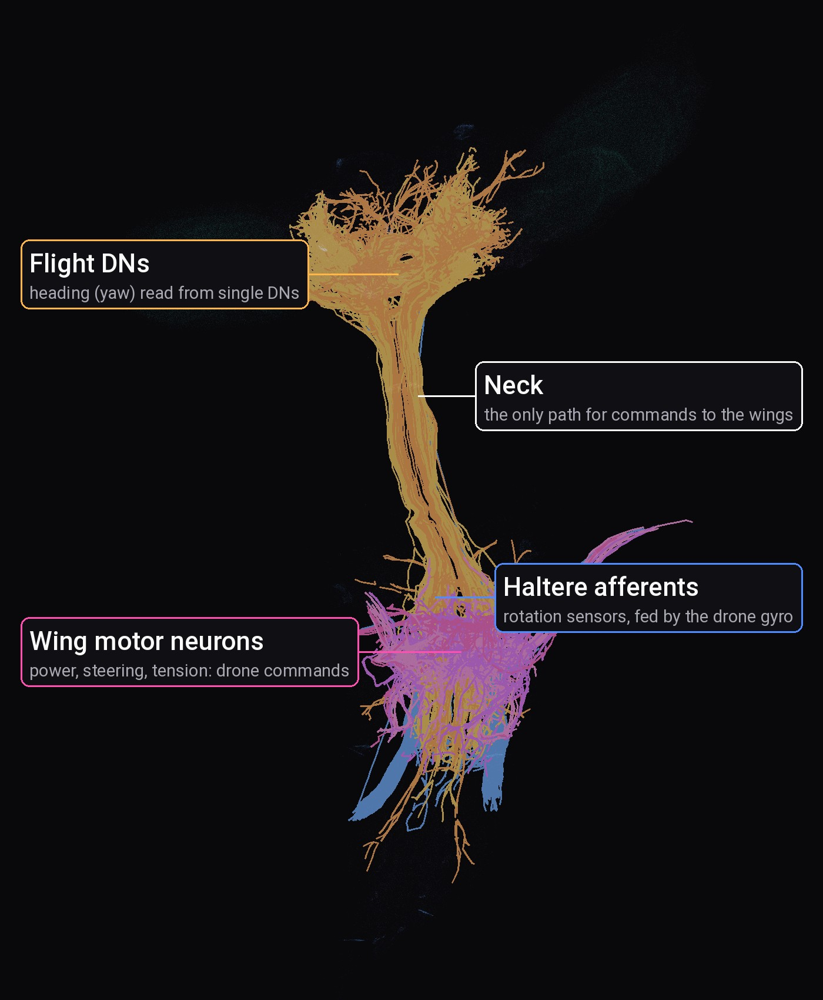 Flight DNs
heading (yaw) read from single DNs
Neck
the only path for commands to the wings
Haltere afferents
rotation sensors, fed by the drone gyro
Wing motor neurons
power, steering, tension: drone commands